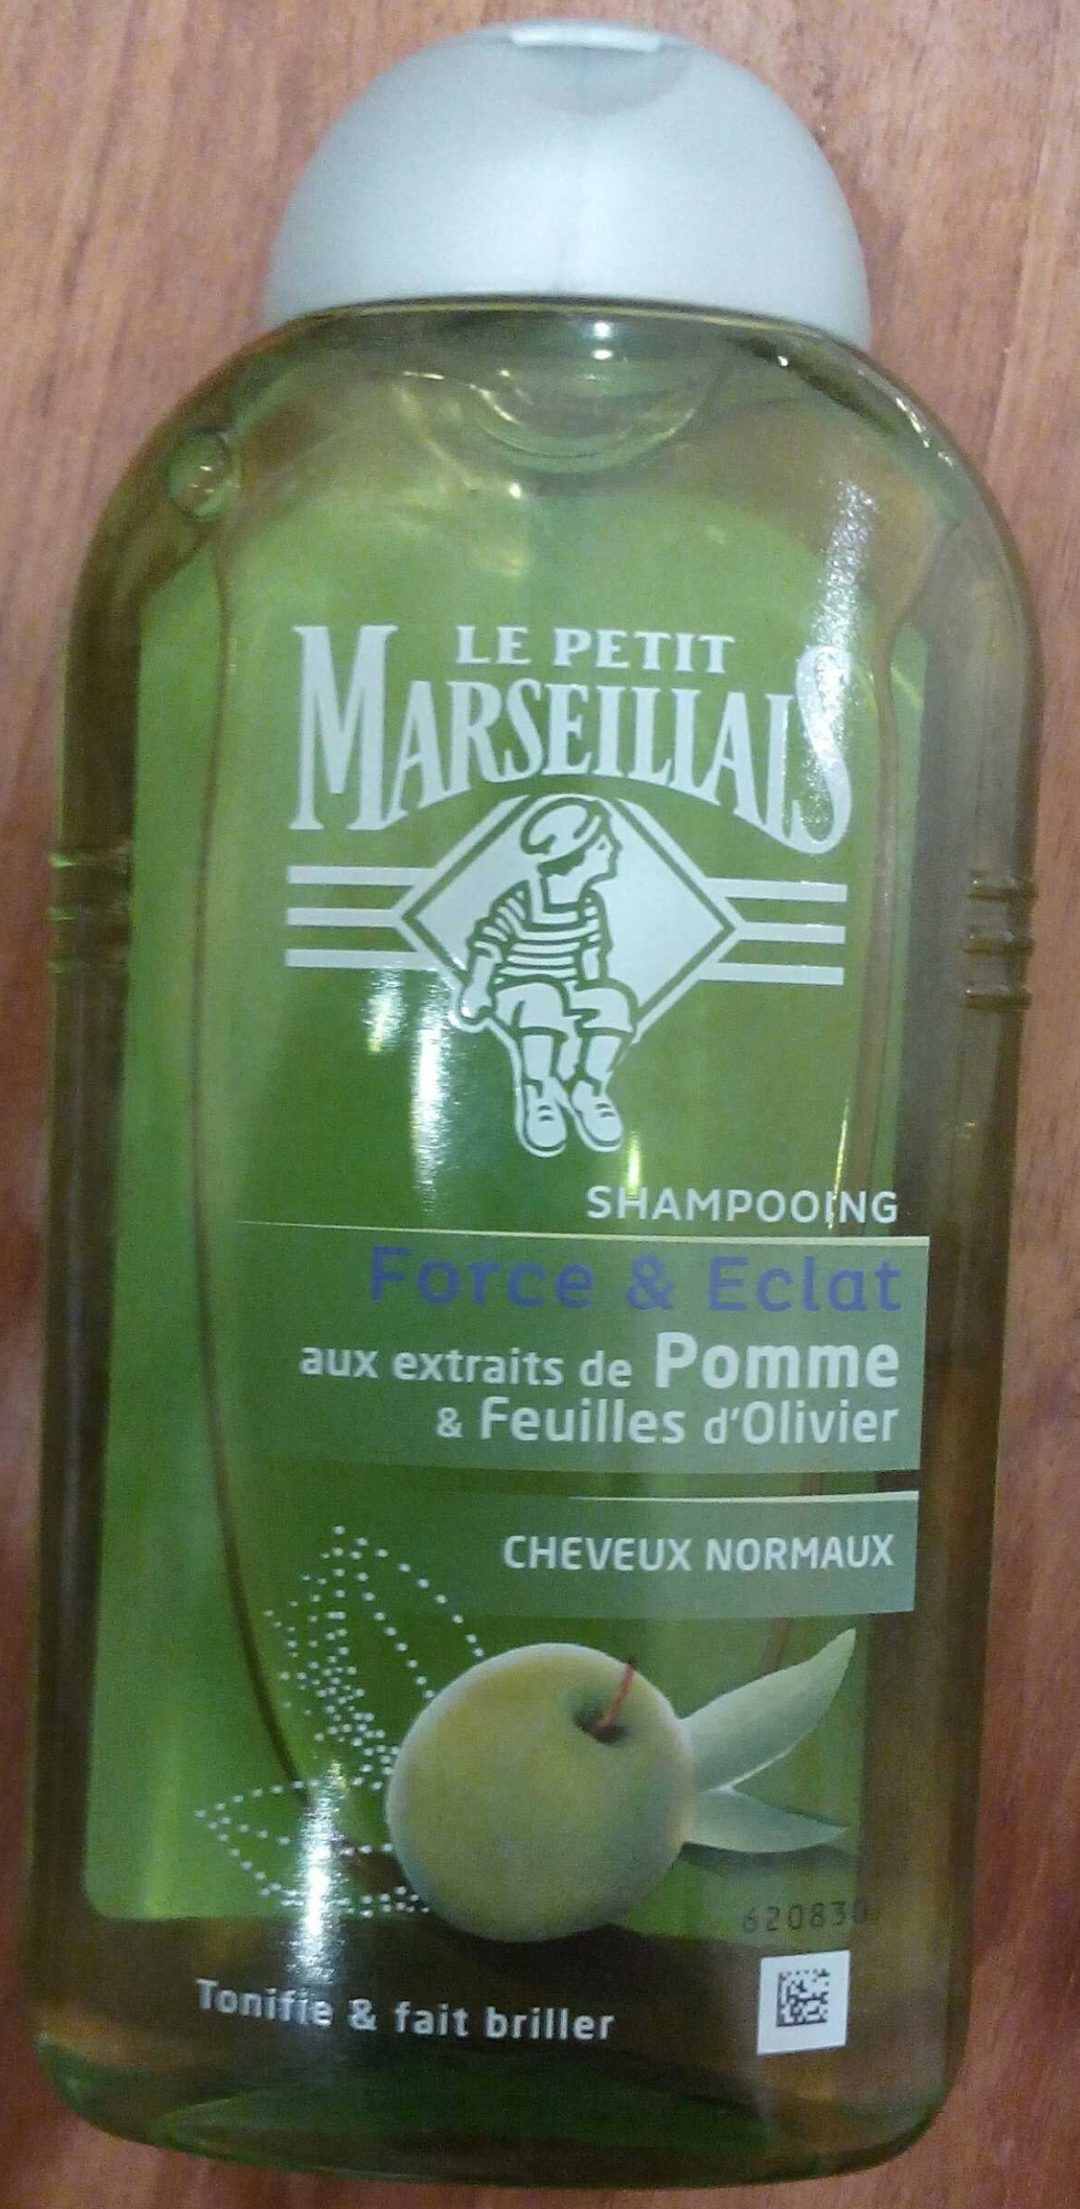 LE PETIT
MARSEILLAIS
SHAMPOOING
Force & Eclat
aux extraits de Pomme
& Feuilles d'Olivier
CHEVEUX NORMAUX
620830
Tonifie & fait briller